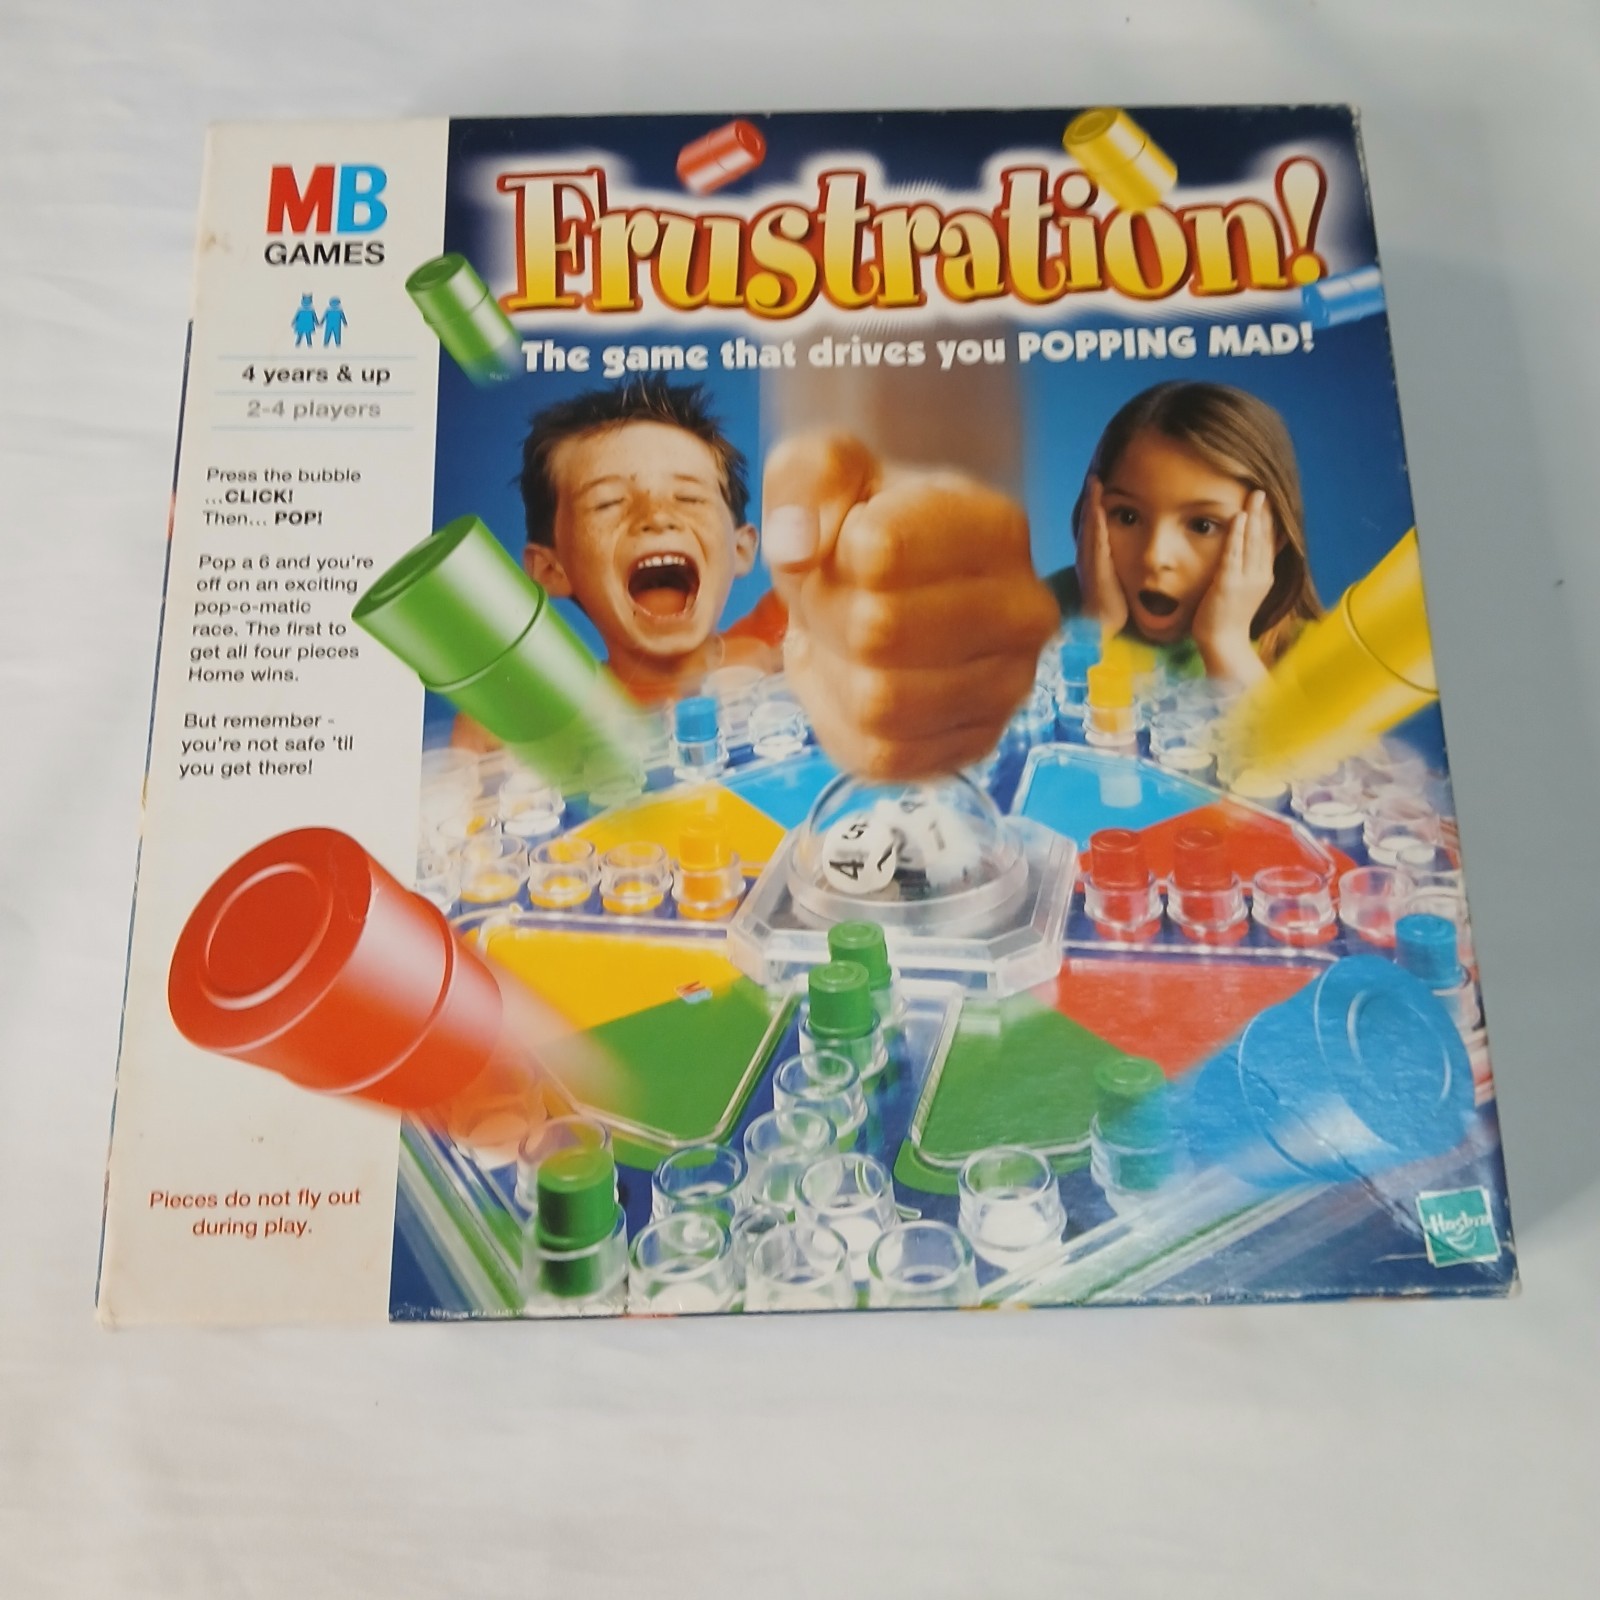 MB
GAMES
Frustration!
The game that drives you POPPING MAD!
4 years & up
2-4 players
Press the bubble
...CLICK!
Then... POP!
Pop a 6 and you're
off on an exciting
pop-o-matic
race. The first to
get all four pieces
Home wins.
But remember -
you're not safe 'til
you get there!
5
4
Pieces do not fly out
during play.
Hasbro